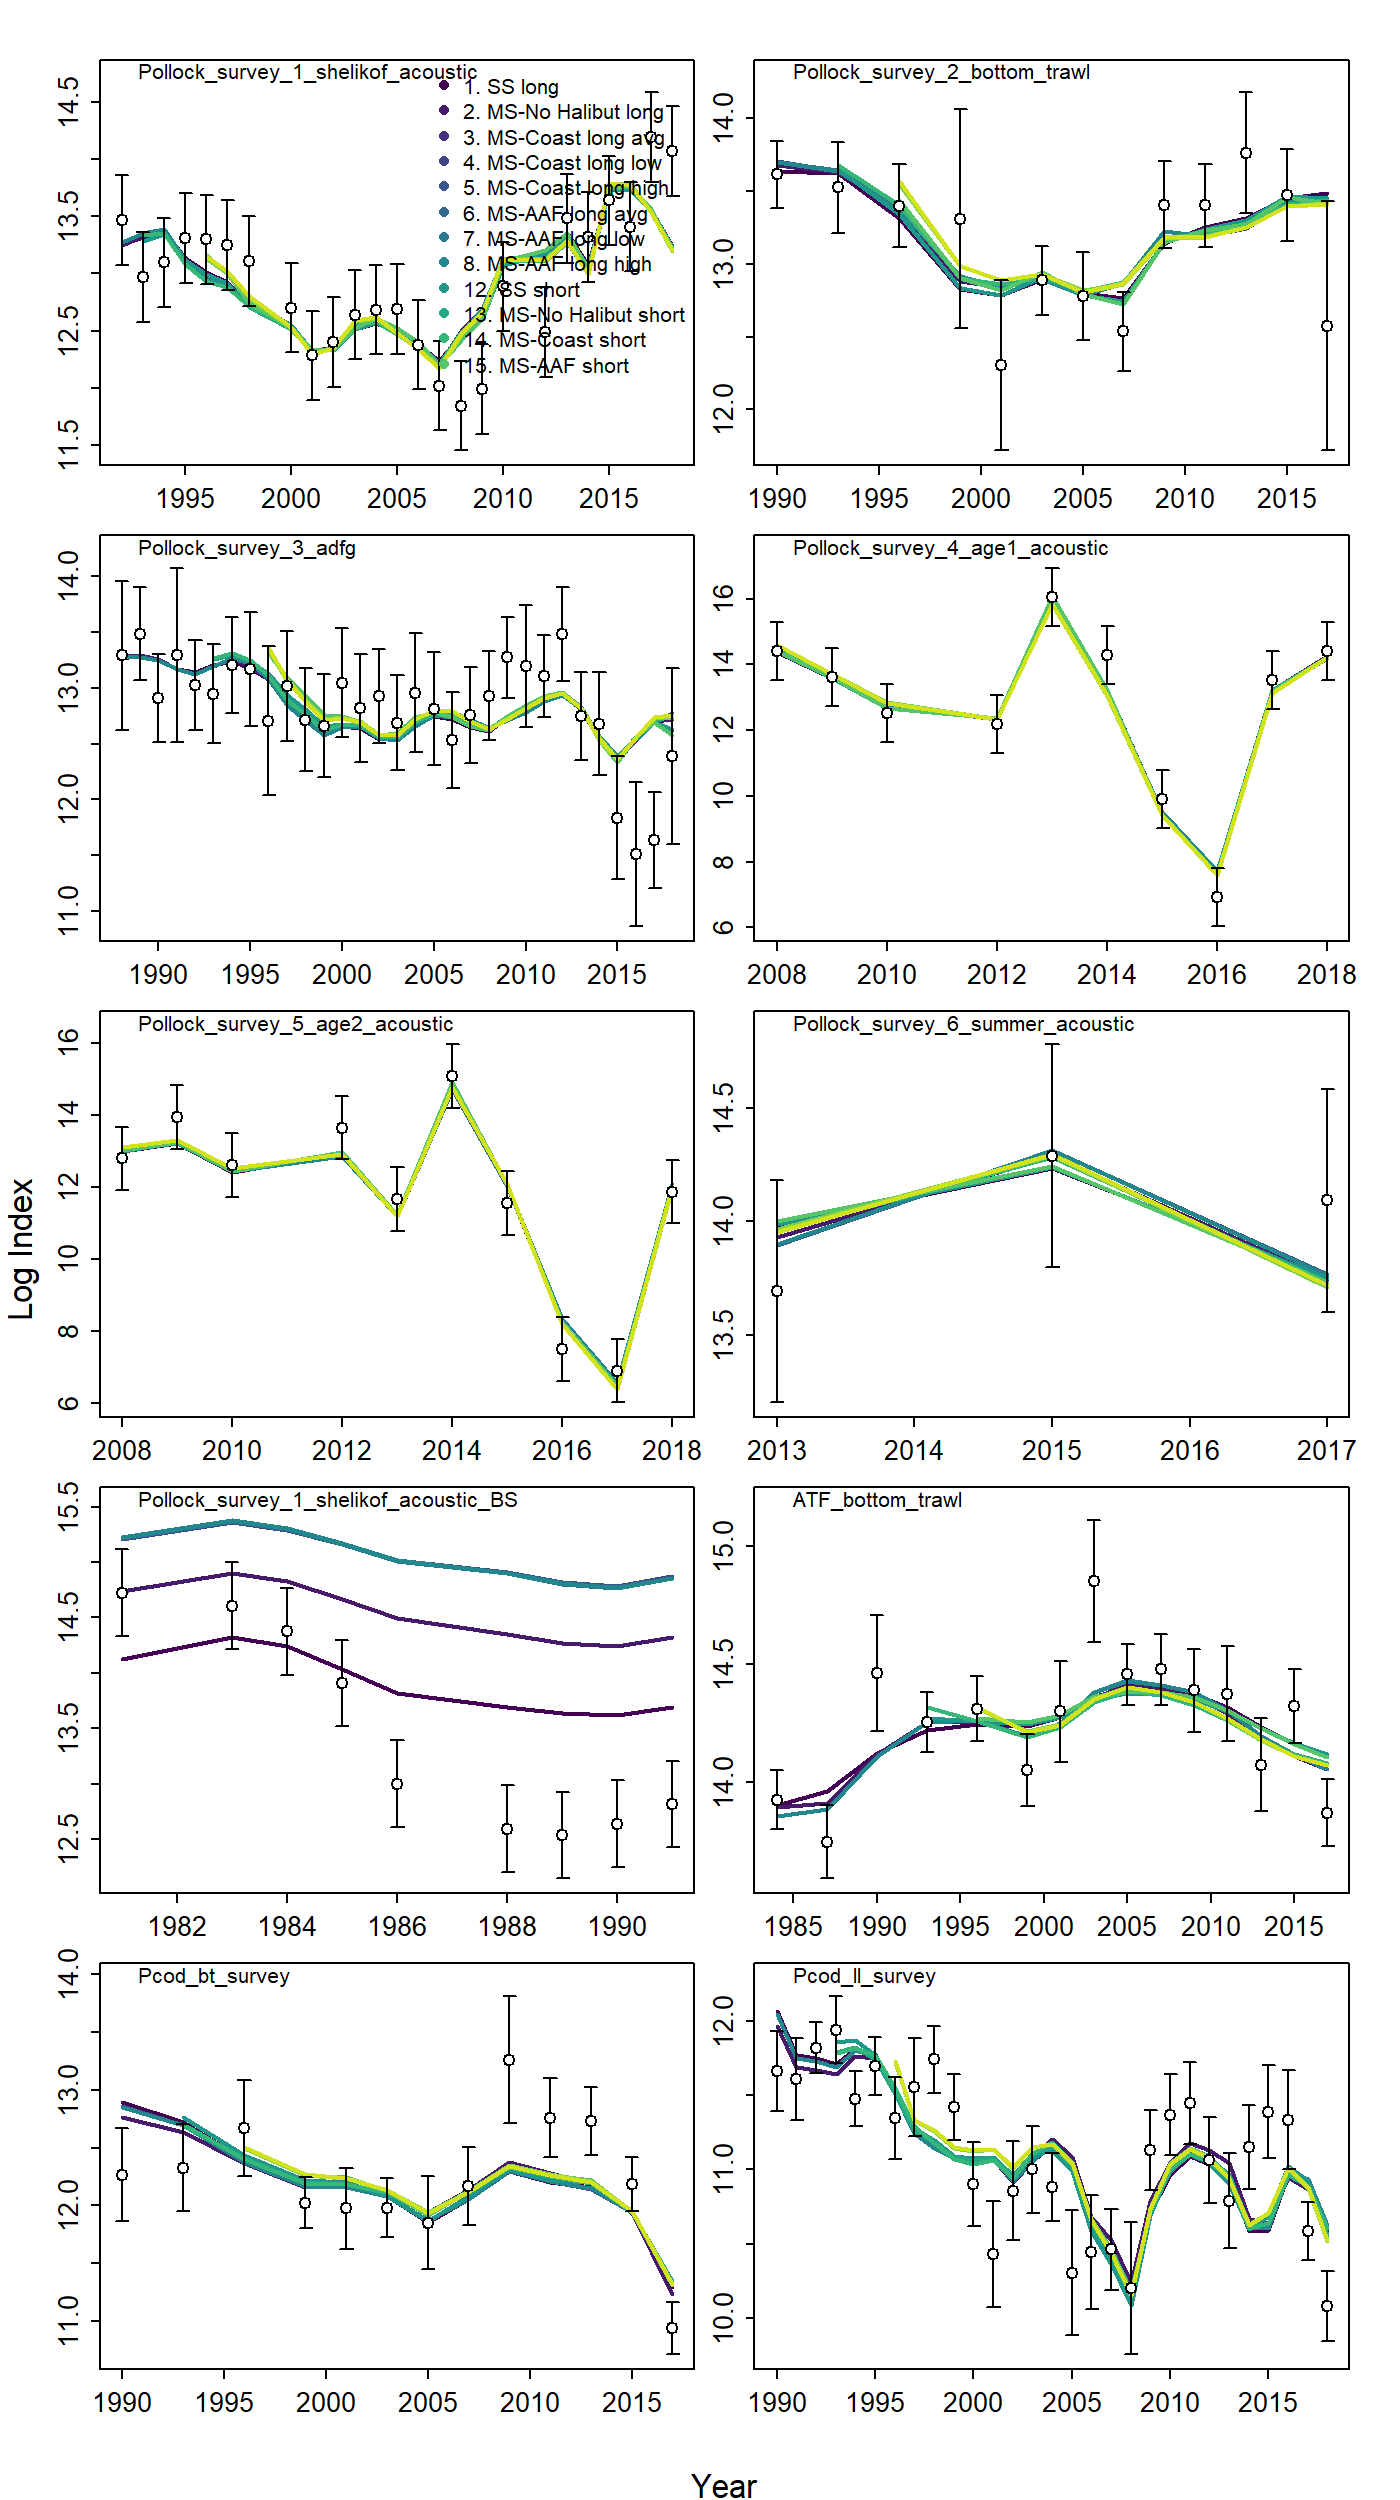 Pollock_survey_1_shelikof_acoustic
1. SS long
2. MS-No Halibut long
3. MS-Coast long avg
4. MS-Coast long low
5. MS-Coast long high
6. MS-AAF long avg
7. MS-AAF long low
8. MS-AAF long high
12. SS short
13. MS-No Halibut short
14. MS-Coast short
15. MS-AAF short
14.5
13.5
12.5
11.5
1995 2000 2005 2010 2015
Pollock_survey_2_bottom_trawl
14.0
13.0
12.0
1990 1995 2000 2005 2010 2015
Pollock_survey_3_adfg
14.0
13.0
12.0
11.0
1990 1995 2000 2005 2010 2015
Pollock_survey_4_age1_acoustic
16
14
12
10
8
6
2008 2010 2012 2014 2016 2018
Pollock_survey_5_age2_acoustic
16
14
12
10
8
6
2008 2010 2012 2014 2016 2018
Pollock_survey_6_summer_acoustic
14.5
14.0
13.5
2013 2014 2015 2016 2017
Log Index
Pollock_survey_1_shelikof_acoustic_BS
15.5
14.5
13.5
12.5
1982 1984 1986 1988 1990
ATF_bottom_trawl
15.0
14.5
14.0
1985 1990 1995 2000 2005 2010 2015
Pcod_bt_survey
14.0
13.0
12.0
11.0
1990 1995 2000 2005 2010 2015
Pcod_ll_survey
12.0
11.0
10.0
1990 1995 2000 2005 2010 2015
Year